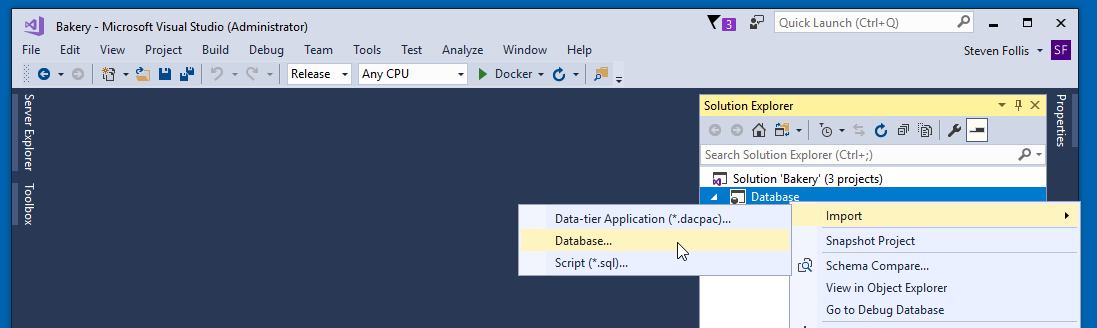 Bakery - Microsoft Visual Studio (Administrator)
3
Quick Launch (Ctrl+Q)
File Edit View Project Build Debug Team Tools Test Analyze Window Help
Steven Follis SF
Release Any CPU Docker
Server Explorer
Toolbox
Solution Explorer
Properties
Search Solution Explorer (Ctrl+;)
Solution 'Bakery' (3 projects)
Database
Data-tier Application (*.dacpac)...
Database...
Script (*.sql)...
Import
Snapshot Project
Schema Compare...
View in Object Explorer
Go to Debug Database